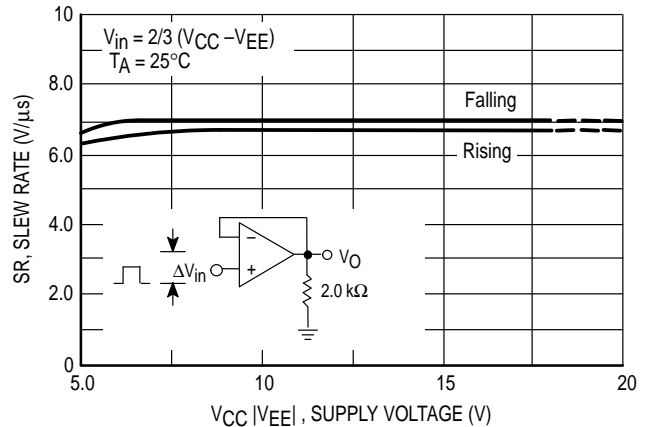 10
8.0
6.0
4.0
2.0
0
SR, SLEW RATE (V/µs)
Vin = 2/3 (VCC –VEE)
TA = 25°C
Falling
Rising
ΔVin
–
+
VO
2.0 kΩ
5.0
10
15
20
VCC |VEE| , SUPPLY VOLTAGE (V)